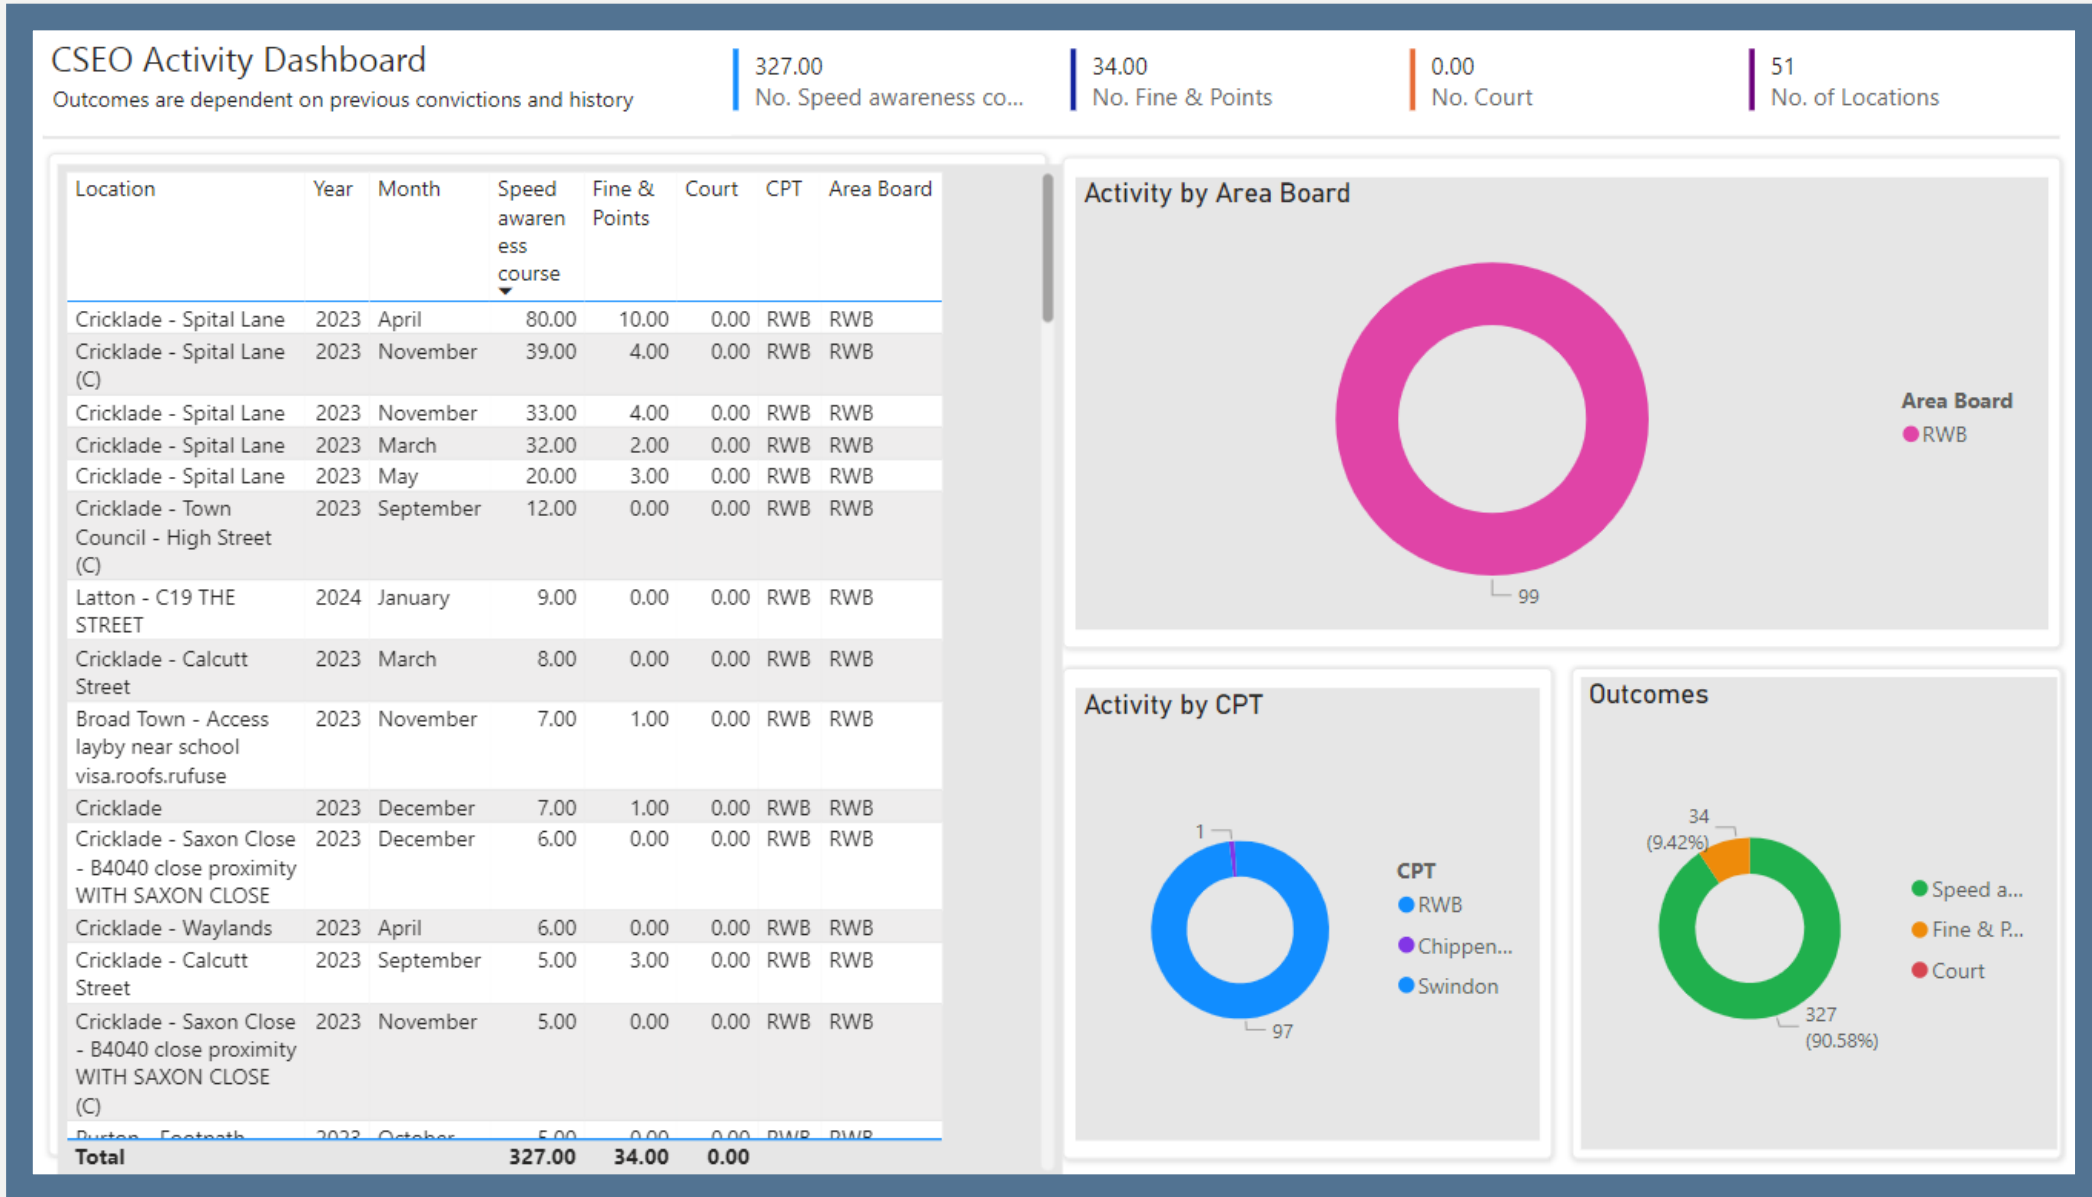 CSEO Activity Dashboard
Outcomes are dependent on previous convictions and history
327.00
No. Speed awareness co...
34.00
No. Fine & Points
0.00
No. Court
51
No. of Locations
Location Year Month Speed Fine & Court CPT Area Board
awaren Points
ess
course
Cricklade - Spital Lane 2023 April 80.00 10.00 0.00 RWB RWB
Cricklade - Spital Lane 2023 November 39.00 4.00 0.00 RWB RWB
(C)
Cricklade - Spital Lane 2023 November 33.00 4.00 0.00 RWB RWB
Cricklade - Spital Lane 2023 March 32.00 2.00 0.00 RWB RWB
Cricklade - Spital Lane 2023 May 20.00 3.00 0.00 RWB RWB
Cricklade - Town 2023 September 12.00 0.00 0.00 RWB RWB
Council - High Street
(C)
Latton - C19 THE 2024 January 9.00 0.00 0.00 RWB RWB
STREET
Cricklade - Calcutt 2023 March 8.00 0.00 0.00 RWB RWB
Street
Broad Town - Access 2023 November 7.00 1.00 0.00 RWB RWB
layby near school
visa.roofs.rufuse
Cricklade 2023 December 7.00 1.00 0.00 RWB RWB
Cricklade - Saxon Close 2023 December 6.00 0.00 0.00 RWB RWB
- B4040 close proximity
WITH SAXON CLOSE
Cricklade - Waylands 2023 April 6.00 0.00 0.00 RWB RWB
Cricklade - Calcutt 2023 September 5.00 3.00 0.00 RWB RWB
Street
Cricklade - Saxon Close 2023 November 5.00 0.00 0.00 RWB RWB
- B4040 close proximity
WITH SAXON CLOSE
(C)
Purton - Footpath 2023 October 5.00 0.00 0.00 RWB RWB
Total 327.00 34.00 0.00
Activity by Area Board
Area Board
RWB
99
Activity by CPT
1
97
CPT
RWB
Chippen...
Swindon
Outcomes
34
(9.42%)
327
(90.58%)
Speed a...
Fine & P...
Court